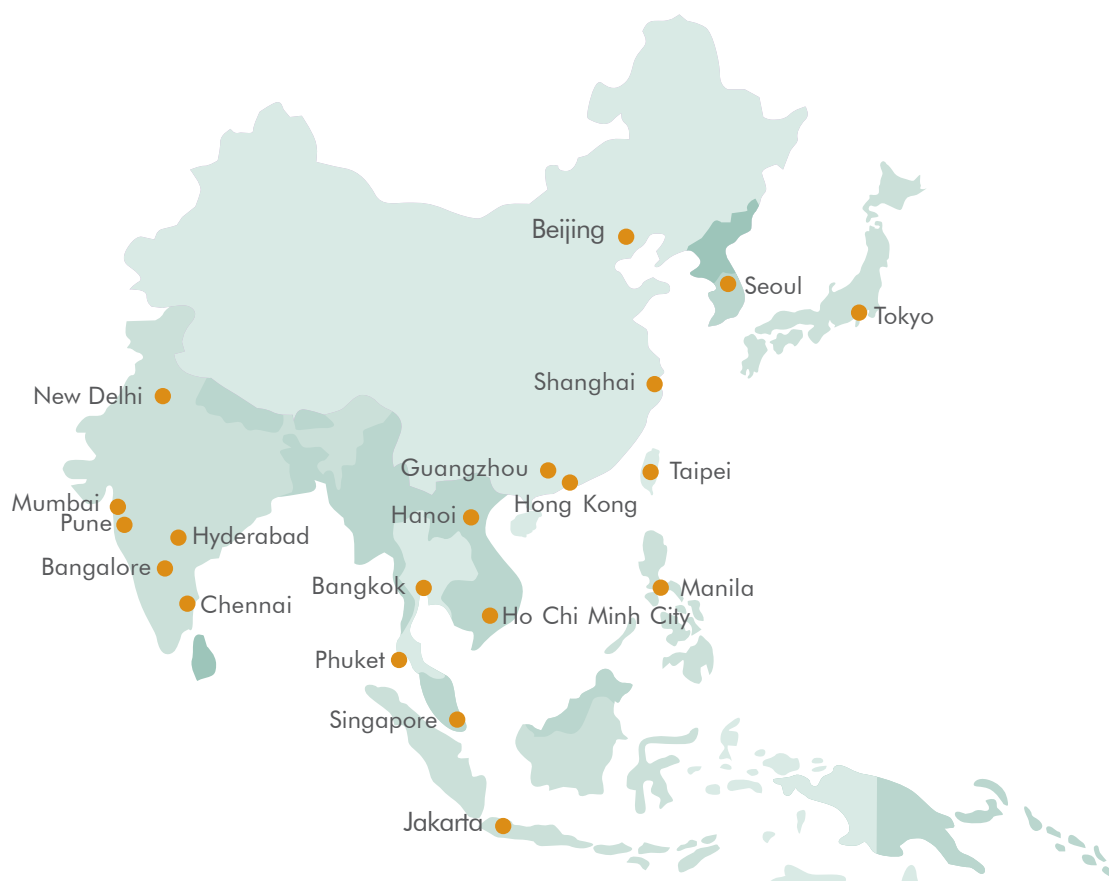 Beijing
Seoul
Tokyo
Shanghai
New Delhi
Guangzhou
Taipei
Hong Kong
Mumbai
Hanoi
Pune
Hyderabad
Bangalore
Bangkok
Manila
Chennai
Ho Chi Minh City
Phuket
Singapore
Jakarta